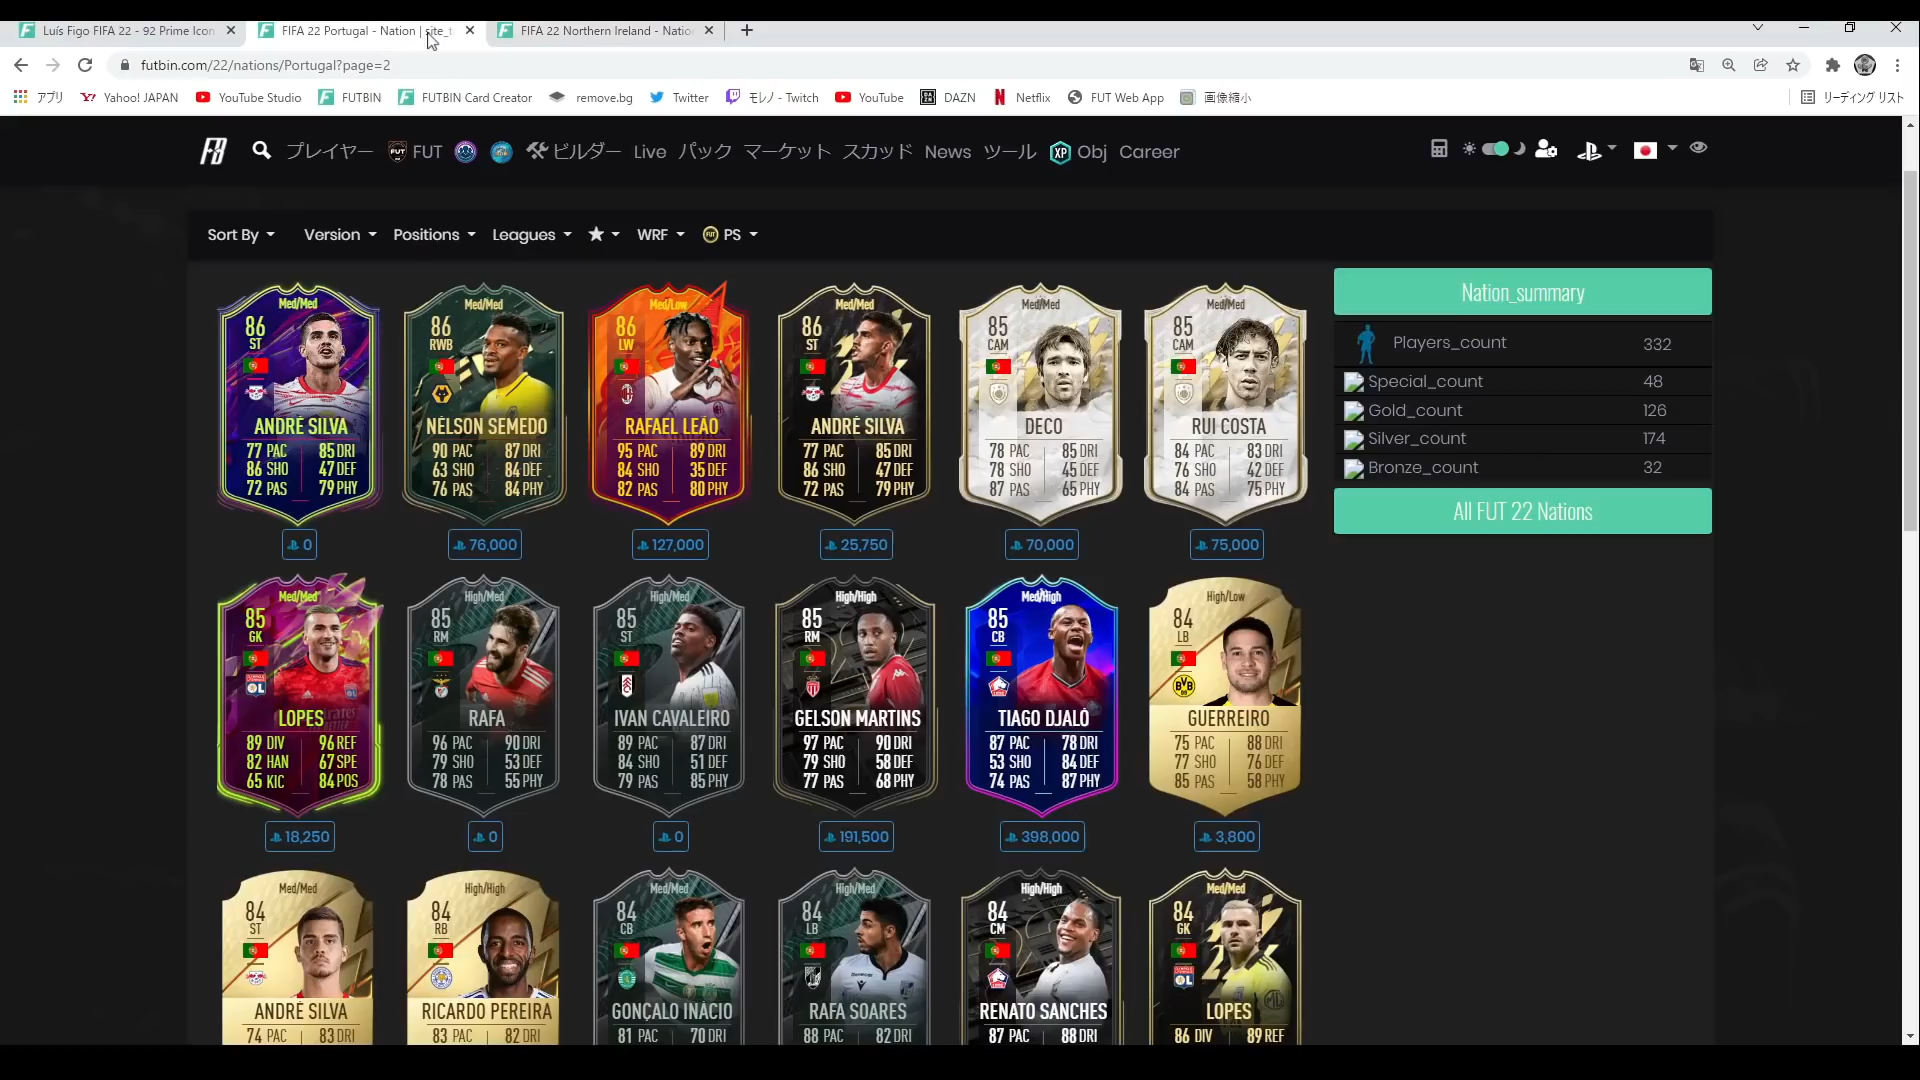 Luís Figo FIFA 22 - 92 Prime Icon
FIFA 22 Portugal - Nation | site_t
FIFA 22 Northern Ireland - Natio
futbin.com/22/nations/Portugal?page=2
アプリ Yahoo! JAPAN YouTube Studio FUTBIN FUTBIN Card Creator remove.bg Twitter モレノ - Twitch YouTube DAZN Netflix FUT Web App 画像縮小 リーディング リスト
プレイヤー FUT ビルダー Live パック マーケット スカッド News ツール XP Obj Career
Sort By Version Positions Leagues WRF PS
Nation_summary
Players_count 332
Special_count 48
Gold_count 126
Silver_count 174
Bronze_count 32
All FUT 22 Nations
Med/Med
86
ST
ANDRÉ SILVA
77 PAC 85 DRI
86 SHO 47 DEF
72 PAS 79 PHY
0
Med/Med
86
RWB
NÉLSON SEMEDO
90 PAC 87 DRI
63 SHO 84 DEF
76 PAS 84 PHY
76,000
Med/Low
86
LW
RAFAEL LEÃO
95 PAC 89 DRI
84 SHO 35 DEF
82 PAS 80 PHY
127,000
Med/Med
86
ST
ANDRÉ SILVA
77 PAC 85 DRI
86 SHO 47 DEF
72 PAS 79 PHY
25,750
Med/Med
85
CAM
DECO
78 PAC 85 DRI
78 SHO 45 DEF
87 PAS 65 PHY
70,000
Med/Med
85
CAM
RUI COSTA
84 PAC 83 DRI
76 SHO 42 DEF
84 PAS 75 PHY
75,000
Med/Med
85
GK
LOPES
89 DIV 96 REF
82 HAN 67 SPE
65 KIC 84 POS
18,250
High/Med
85
RM
RAFA
96 PAC 90 DRI
79 SHO 53 DEF
78 PAS 55 PHY
0
High/Med
85
ST
IVAN CAVALEIRO
89 PAC 87 DRI
84 SHO 51 DEF
79 PAS 85 PHY
0
High/High
85
RM
GELSON MARTINS
97 PAC 90 DRI
79 SHO 58 DEF
77 PAS 68 PHY
191,500
Med/High
85
CB
TIAGO DJALÓ
87 PAC 78 DRI
53 SHO 84 DEF
74 PAS 87 PHY
398,000
High/Low
84
LB
GUERREIRO
75 PAC 88 DRI
77 SHO 76 DEF
85 PAS 58 PHY
3,800
Med/Med
84
ST
ANDRÉ SILVA
74 PAC 83 DRI
High/High
84
RB
RICARDO PEREIRA
83 PAC 82 DRI
Med/Med
84
CB
GONÇALO INÁCIO
81 PAC 70 DRI
High/Med
84
LB
RAFA SOARES
88 PAC 82 DRI
High/High
84
CM
RENATO SANCHES
87 PAC 88 DRI
Med/Med
84
GK
LOPES
86 DIV 89 REF